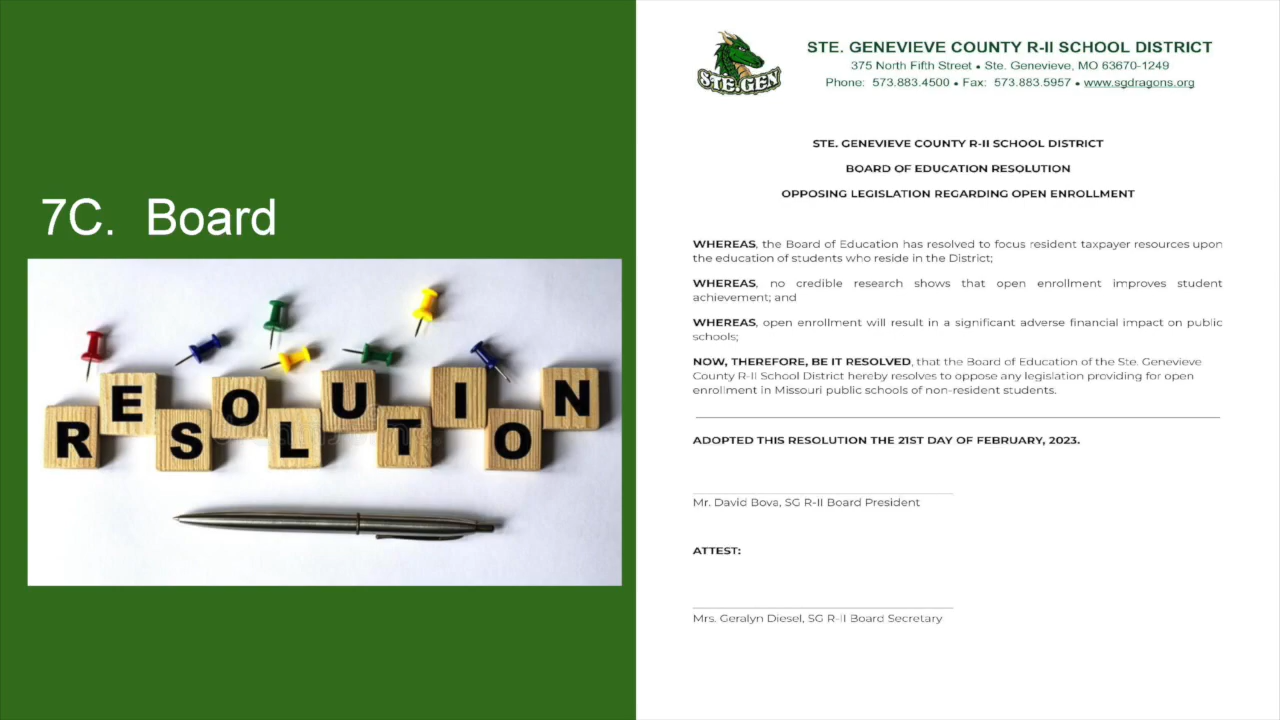 7C.  Board
RESOLUTION
STE.GEN
STE. GENEVIEVE COUNTY R-II SCHOOL DISTRICT
375 North Fifth Street • Ste. Genevieve, MO 63670-1249
Phone:  573.883.4500 • Fax:  573.883.5957 • www.sgdragons.org
STE. GENEVIEVE COUNTY R-II SCHOOL DISTRICT
BOARD OF EDUCATION RESOLUTION
OPPOSING LEGISLATION REGARDING OPEN ENROLLMENT
WHEREAS, the Board of Education has resolved to focus resident taxpayer resources upon
the education of students who reside in the District;
WHEREAS, no credible research shows that open enrollment improves student
achievement; and
WHEREAS, open enrollment will result in a significant adverse financial impact on public
schools;
NOW, THEREFORE, BE IT RESOLVED, that the Board of Education of the Ste. Genevieve
County R-II School District hereby resolves to oppose any legislation providing for open
enrollment in Missouri public schools of non-resident students.
ADOPTED THIS RESOLUTION THE 21ST DAY OF FEBRUARY, 2023.
Mr. David Bova, SG R-II Board President
ATTEST:
Mrs. Geralyn Diesel, SG R-II Board Secretary